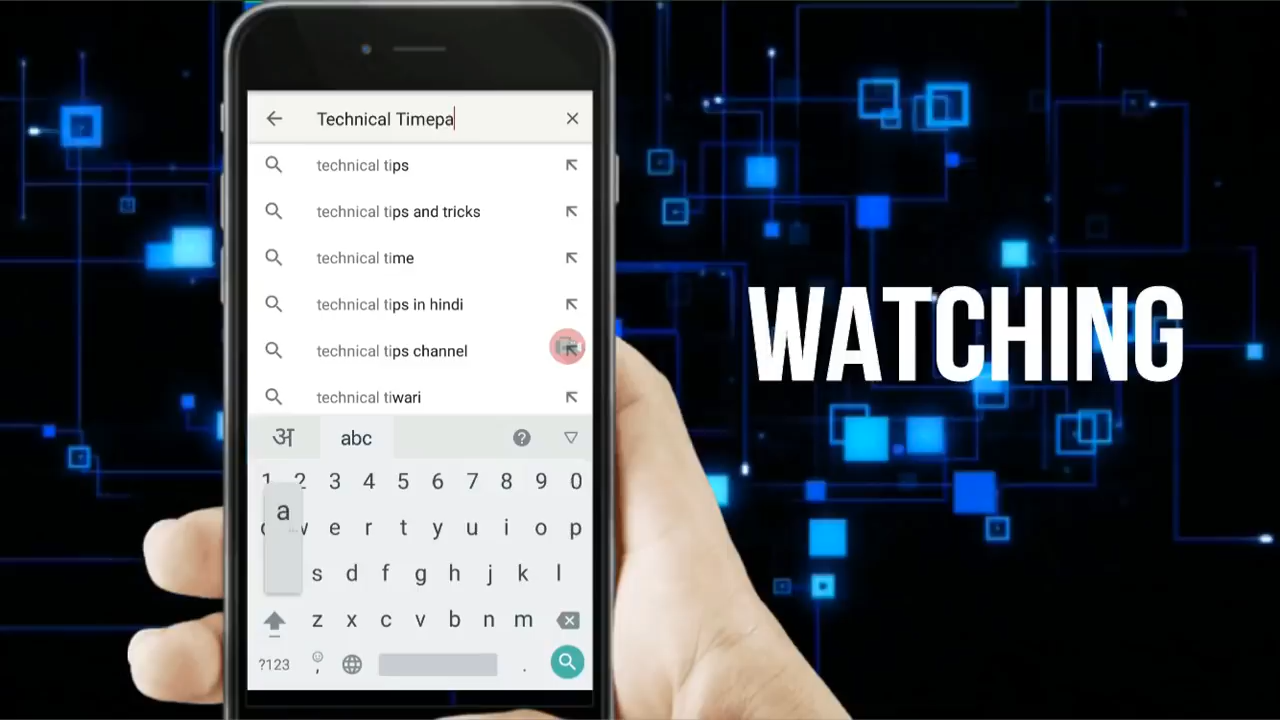 Technical Timepa
technical tips
technical tips and tricks
technical time
technical tips in hindi
technical tips channel
technical tiwari
अ abc
1 2 3 4 5 6 7 8 9 0
w e r t y u i o p
a
s d f g h j k l
z x c v b n m
?123 , .
WATCHING